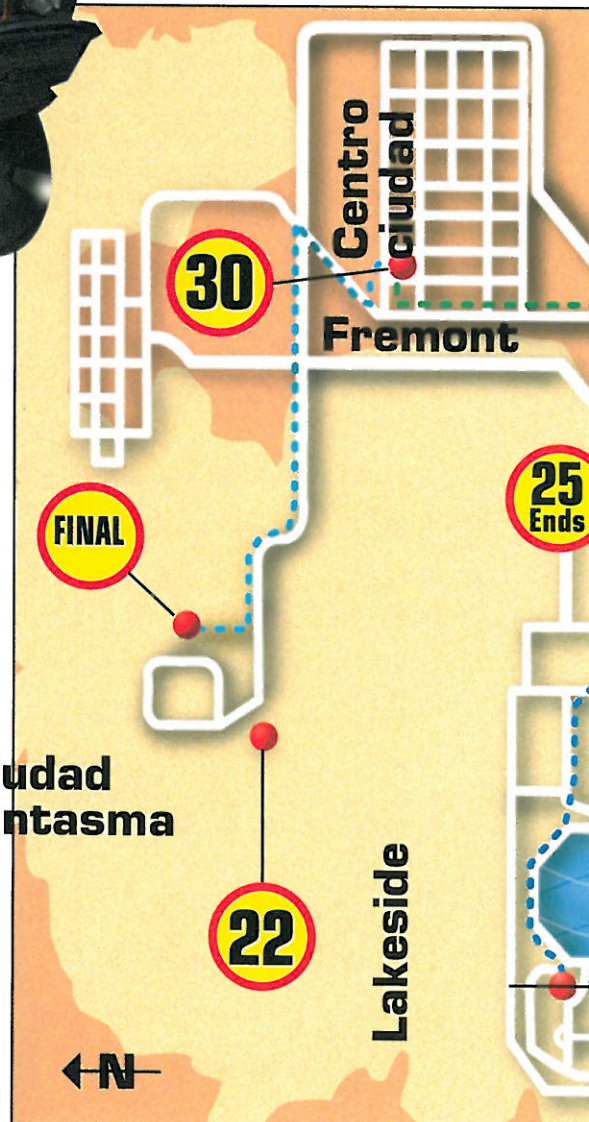 Centro
ciudad
30
Fremont
25
Ends
FINAL
udad
ntasma
22
Lakeside
N